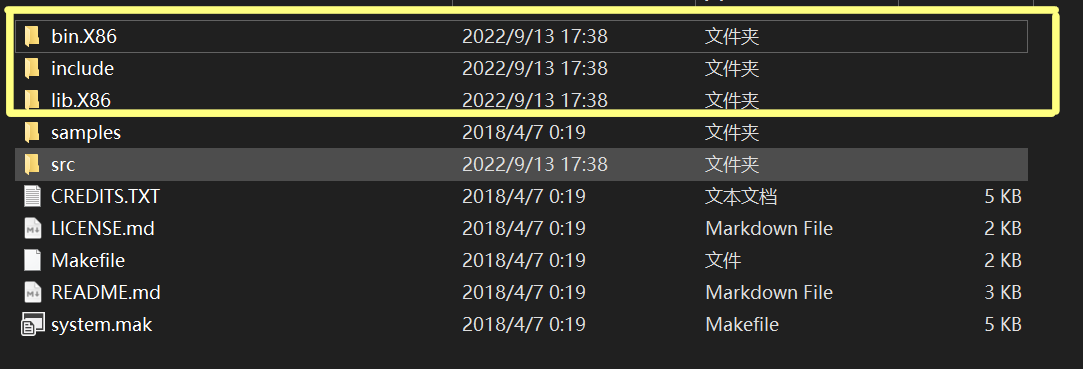 bin.X86 2022/9/13 17:38 文件夹
include 2022/9/13 17:38 文件夹
lib.X86 2022/9/13 17:38 文件夹
samples 2018/4/7 0:19 文件夹
src 2022/9/13 17:38 文件夹
CREDITS.TXT 2018/4/7 0:19 文本文档 5 KB
LICENSE.md 2018/4/7 0:19 Markdown File 2 KB
Makefile 2018/4/7 0:19 文件 2 KB
README.md 2018/4/7 0:19 Markdown File 3 KB
system.mak 2018/4/7 0:19 Makefile 5 KB